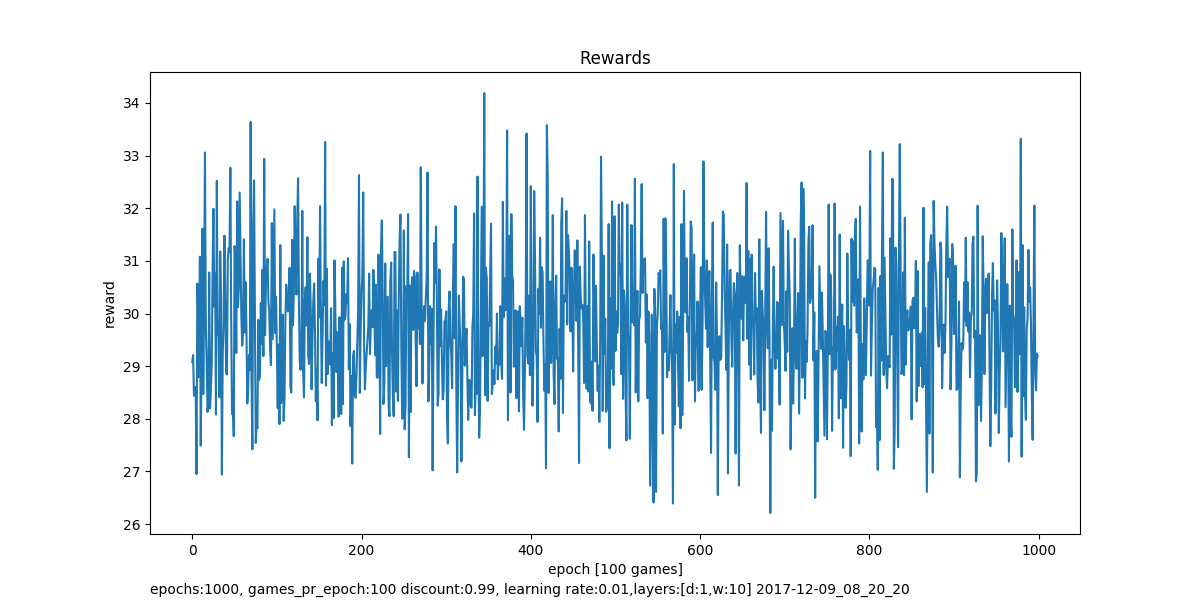 Rewards
34
33
32
31
30
29
28
27
26
reward
0 200 400 600 800 1000
epoch [100 games]
epochs:1000, games_pr_epoch:100 discount:0.99, learning rate:0.01,layers:[d:1,w:10] 2017-12-09_08_20_20